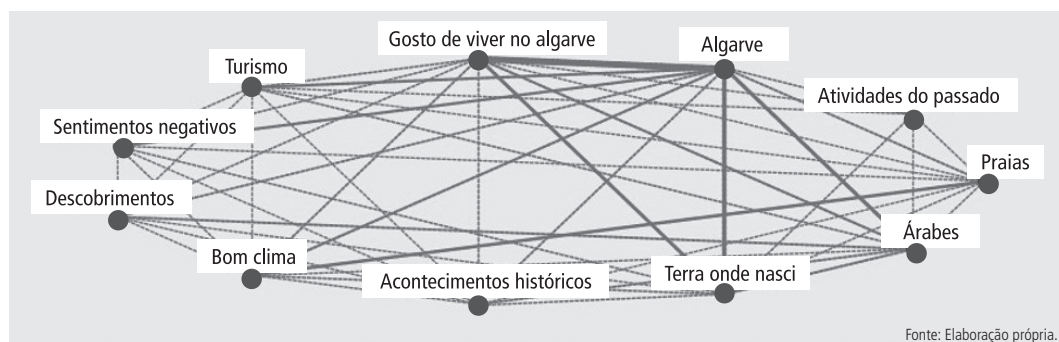 Gosto de viver no algarve
Algarve
Turismo
Atividades do passado
Sentimentos negativos
Praias
Descobrimentos
Árabes
Bom clima
Terra onde nasci
Acontecimentos históricos
Fonte: Elaboração própria.